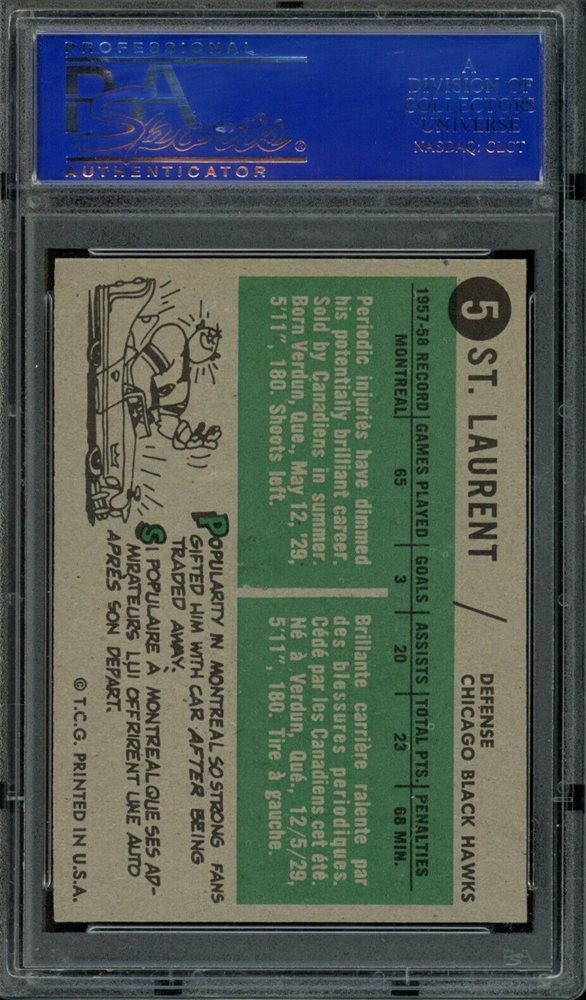 PROFESSIONAL
PSA
Sports®
AUTHENTICATOR
A
DIVISION OF
COLLECTORS
UNIVERSE
NASDAQ: CLCT
5 ST. LAURENT / DEFENSE
CHICAGO BLACK HAWKS
1957-58 RECORD GAMES PLAYED GOALS ASSISTS TOTAL PTS. PENALTIES
MONTREAL 65 3 20 23 68 MIN.
Periodic injuries have dimmed
his potentially brilliant career.
Sold by Canadiens in summer.
Born Verdun, Que., May 12, '29,
5'11", 180. Shoots left.
Brillante carrière ralente par
des blessures periodiques.
Cédé par les Canadiens cet été.
Né à Verdun, Qué., 12/5/29,
5'11", 180. Tire à gauche.
POPULARITY IN MONTREAL SO STRONG FANS
GIFTED HIM WITH CAR AFTER BEING
TRADED AWAY.
SI POPULAIRE À MONTREAL QUE SES AD-
MIRATEURS LUI OFFRIRENT UNE AUTO
APRÈS SON DEPART.
© T.C.G. PRINTED IN U.S.A.
PSA